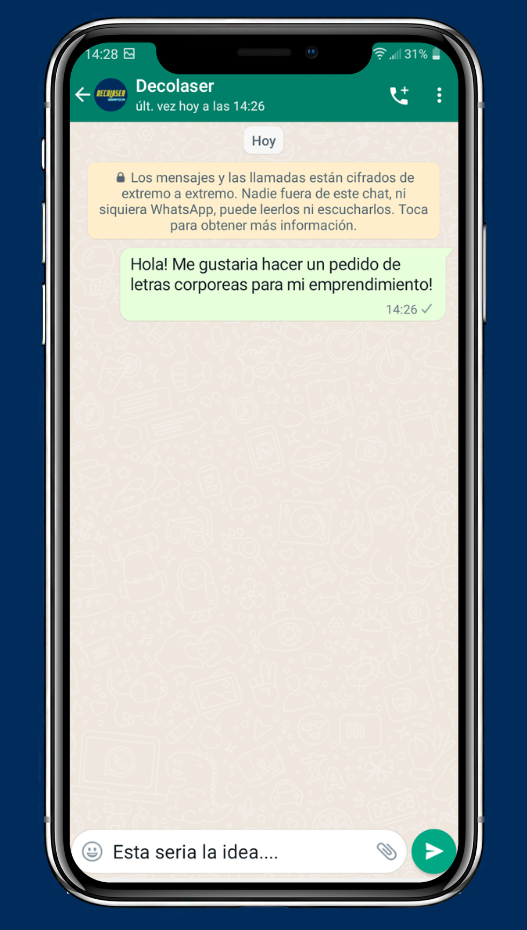 14:28 31%
Decolaser
DECOLASER
últ. vez hoy a las 14:26
Hoy
Los mensajes y las llamadas están cifrados de
extremo a extremo. Nadie fuera de este chat, ni
siquiera WhatsApp, puede leerlos ni escucharlos. Toca
para obtener más información.
Hola! Me gustaria hacer un pedido de
letras corporeas para mi emprendimiento!
14:26
Esta seria la idea....